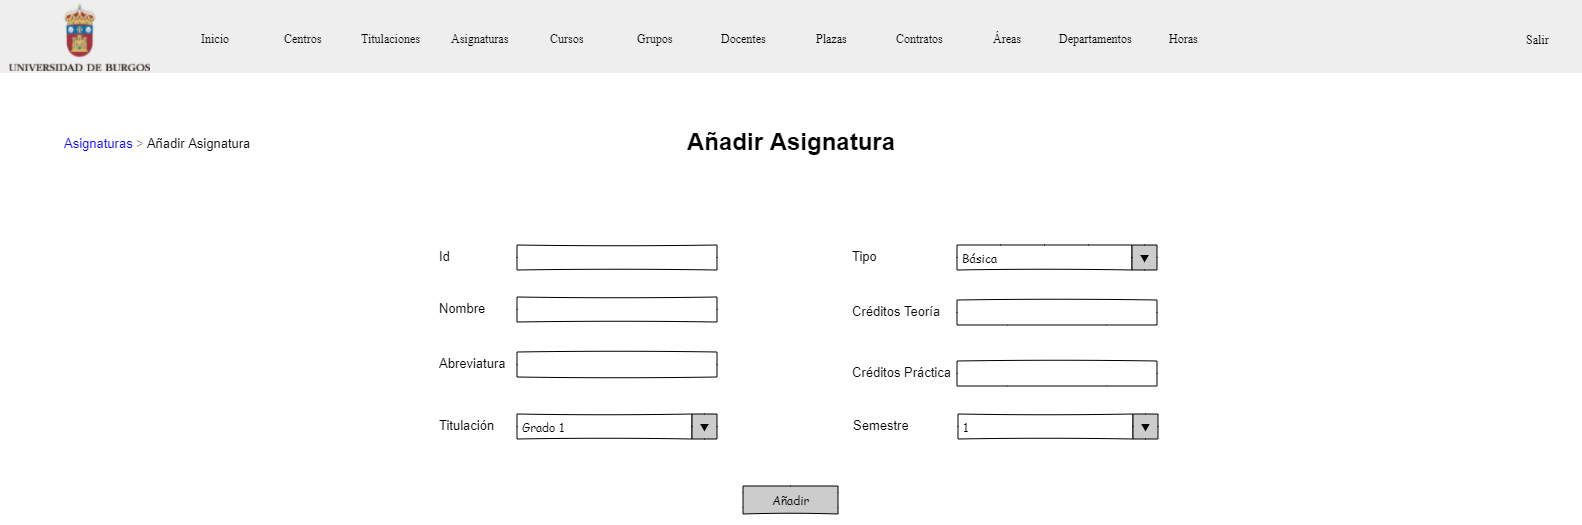 UNIVERSIDAD DE BURGOS
Inicio Centros Titulaciones Asignaturas Cursos Grupos Docentes Plazas Contratos Áreas Departamentos Horas Salir
Asignaturas > Añadir Asignatura
Añadir Asignatura
Id
Tipo Básica
Nombre
Créditos Teoría
Abreviatura
Créditos Práctica
Titulación Grado 1
Semestre 1
Añadir